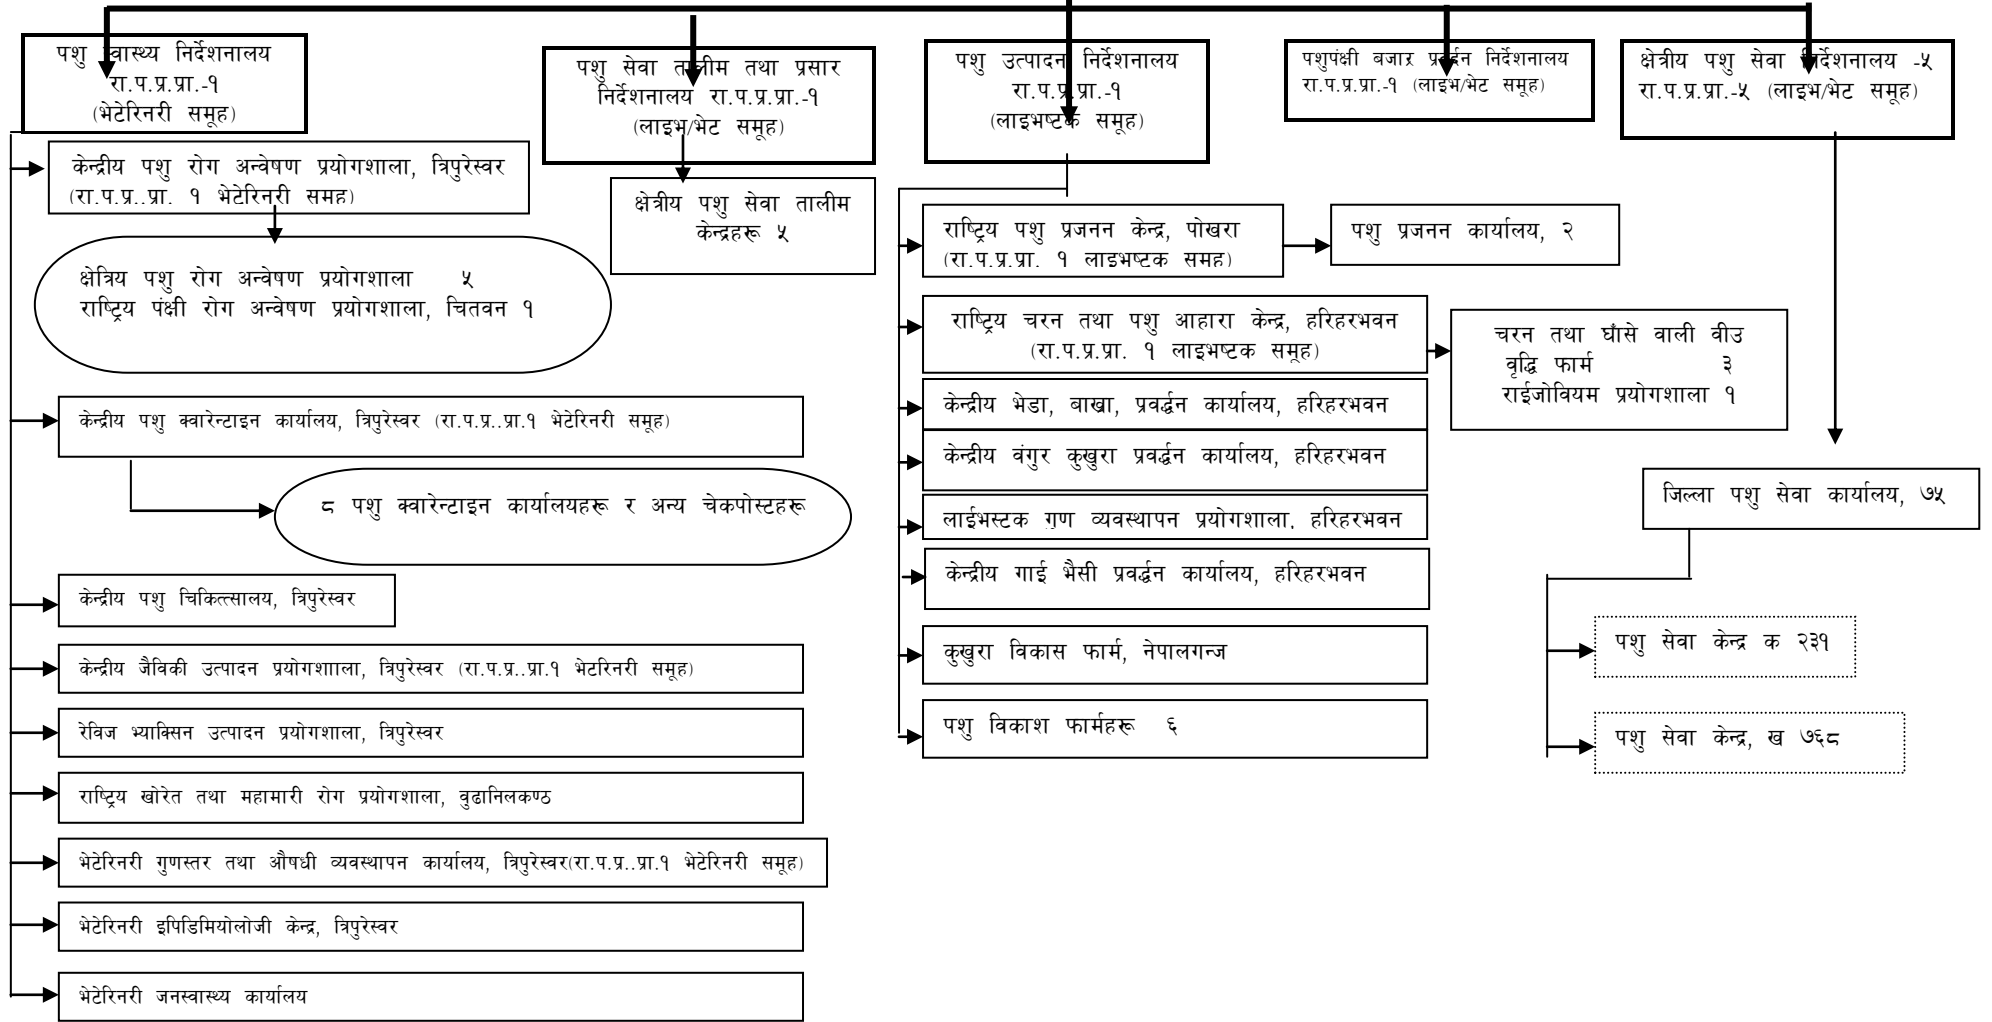 पशु स्वास्थ्य निर्देशनालय
रा.प.प्र.प्रा.-१
(भेटेरिनरी समूह)
केन्द्रीय पशु रोग अन्वेषण प्रयोगशाला, त्रिपुरेस्वर
(रा.प.प्र..प्रा. १ भेटेरिनरी समूह)
क्षेत्रिय पशु रोग अन्वेषण प्रयोगशाला ५
राष्ट्रिय पंक्षी रोग अन्वेषण प्रयोगशाला, चितवन १
केन्द्रीय पशु क्वारेन्टाइन कार्यालय, त्रिपुरेस्वर (रा.प.प्र..प्रा.१ भेटेरिनरी समूह)
८ पशु क्वारेन्टाइन कार्यालयहरू र अन्य चेकपोस्टहरू
केन्द्रीय पशु चिकित्त्सालय, त्रिपुरेस्वर
केन्द्रीय जैविकी उत्पादन प्रयोगशााला, त्रिपुरेस्वर (रा.प.प्र..प्रा.१ भेटरिनरी समूह)
रेविज भ्याक्सिन उत्पादन प्रयोगशाला, त्रिपुरेस्वर
राष्ट्रिय खोरेत तथा महामारी रोग प्रयोगशाला, वुढानिलकण्ठ
भेटेरिनरी गुणस्तर तथा औषधी व्यवस्थापन कार्यालय, त्रिपुरेस्वर(रा.प.प्र..प्रा.१ भेटेरिनरी समूह)
भेटेरिनरी इपिडिमियोलोजी केन्द्र, त्रिपुरेस्वर
भेटेरिनरी जनस्वास्थ्य कार्यालय
पशु सेवा तालीम तथा प्रसार
निर्देशनालय रा.प.प्र.प्रा.-१
(लाइभ/भेट समूह)
क्षेत्रीय पशु सेवा तालीम
केन्द्रहरू ५
पशु उत्पादन निर्देशनालय
रा.प.प्र.प्रा.-१
(लाइभष्टक समूह)
राष्ट्रिय पशु प्रजनन केन्द्र, पोखरा
(रा.प.प्र.प्रा. १ लाइभष्टक समूह)
पशु प्रजनन कार्यालय, २
राष्ट्रिय चरन तथा पशु आहारा केन्द्र, हरिहरभवन
(रा.प.प्र.प्रा. १ लाइभष्टक समूह)
चरन तथा घाँसे वाली वीउ
वृद्धि फार्म ३
राईजोवियम प्रयोगशाला १
केन्द्रीय भेडा, बाख्रा, प्रवर्द्धन कार्यालय, हरिहरभवन
केन्द्रीय वंगुर कुखुरा प्रवर्द्धन कार्यालय, हरिहरभवन
लाईभस्टक गुण व्यवस्थापन प्रयोगशाला, हरिहरभवन
केन्द्रीय गाई भैसी प्रवर्द्धन कार्यालय, हरिहरभवन
कुखुरा विकास फार्म, नेपालगन्ज
पशु विकाश फार्महरू ६
पशुपंक्षी बजार प्रवर्द्दन निर्देशनालय
रा.प.प्र.प्रा.-१ (लाइभ/भेट समूह)
क्षेत्रीय पशु सेवा निर्देशनालय -५
रा.प.प्र.प्रा.-५ (लाइभ/भेट समूह)
जिल्ला पशु सेवा कार्यालय, ७५
पशु सेवा केन्द्र क २३१
पशु सेवा केन्द्र, ख ७६८